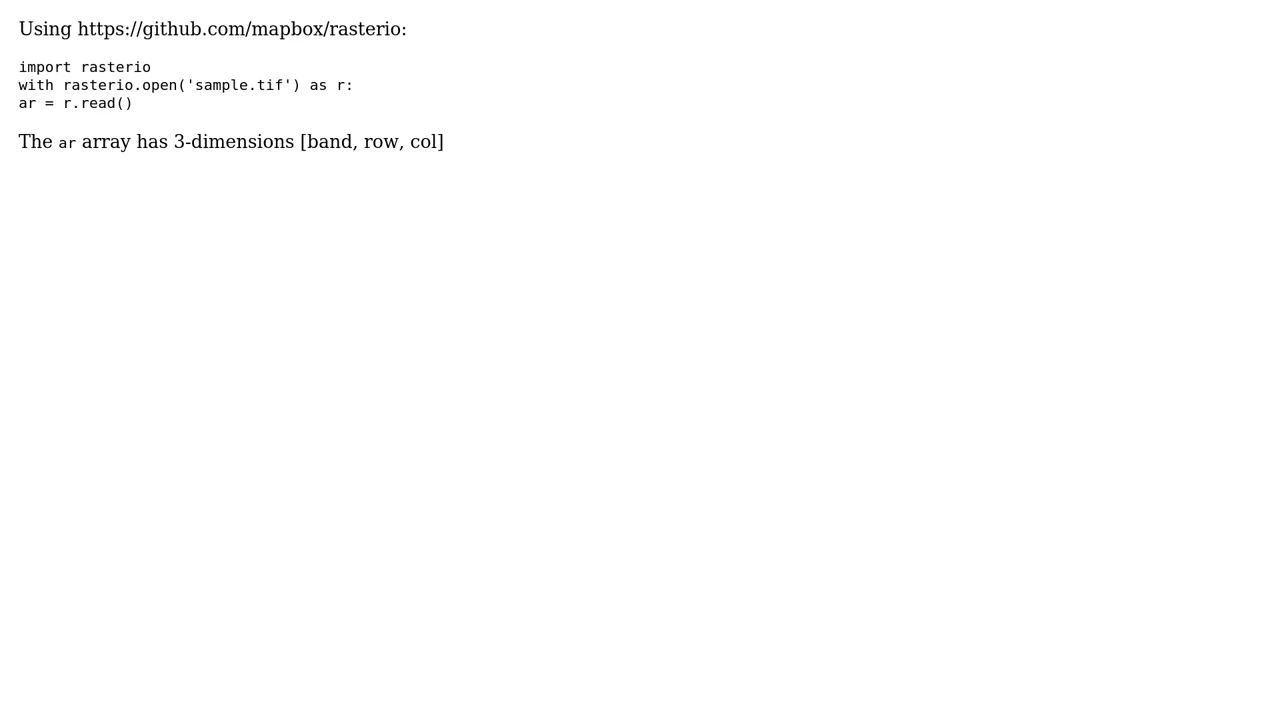 Using https://github.com/mapbox/rasterio:
import rasterio
with rasterio.open('sample.tif') as r:
ar = r.read()
The ar array has 3-dimensions [band, row, col]